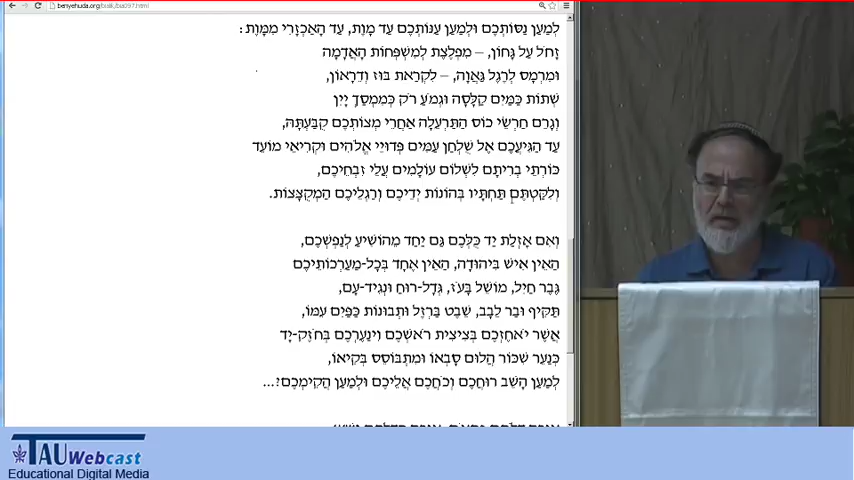 benyehuda.org/bialik/bia097.html
לְמַעַן נַסּוֹתְכֶם וּלְמַעַן עַנּוֹתְכֶם עַד מָוֶת, עַד הָאַכְזָרִי מִמָּוֶת:
זָחֹל עַל גָּחוֹן, – מִפְלֶצֶת לְמִשְׁפְּחוֹת הָאֲדָמָה
וּמִרְמָס לְרֶגֶל גַּאֲוָה, – לִקְרַאת בּוּז וְדֵרָאוֹן,
שְׁתוֹת כַּמַּיִם קַלָּסָה וּגְמֹעַ רֹק כְּמִמְסַךְ יָיִן
וְגָרֵם חַרְשֵׂי כוֹס הַתַּרְעֵלָה אַחֲרֵי מְצוֹתְכֶם קֻבַּעְתָּהּ,
עַד הַגִּיעֲכֶם אֶל שֻׁלְחַן עַמִּים פְּדוּיֵי אֱלֹהִים וּקְרִיאֵי מוֹעֵד
כּוֹרְתֵי בְרִיתָם לִשְׁלוֹם עוֹלָמִים עֲלֵי זִבְחֵיכֶם,
וְלִקַּטְתֶּם תַּחְתָּיו בְּהוֹנוֹת יְדֵיכֶם וְרַגְלֵיכֶם הַמְקֻצָּצוֹת.
וְאִם אָזְלַת יַד כֻּלְּכֶם גַּם יַחַד מֵהוֹשִׁיעַ לְנַפְשְׁכֶם,
הַאֵין אִישׁ בִּיהוּדָה, הַאֵין אֶחָד בְּכָל-מַעַרְכוֹתֵיכֶם
גֶּבֶר חַיִל, מוֹשֵׁל בָּעֹז, גְּדָל-רוּחַ וּנְגִיד-עָם,
תַּקִּיף וּבַר לֵבָב, שֵׁבֶט בַּרְזֶל וּתְבוּנוֹת כַּפַּיִם עִמּוֹ,
אֲשֶׁר יֹאחֶזְכֶם בְּצִיצִית רֹאשְׁכֶם וִינַעֶרְכֶם בְּחֹזֶק-יָד
כְּנַעֵר שִׁכּוֹר הֲלוּם סָבְאוֹ וּמִתְבּוֹסֵס בְּקִיאוֹ,
לְמַעַן הָשֵׁב רוּחֲכֶם וְכֹחֲכֶם אֲלֵיכֶם וּלְמַעַן הֲקִימְכֶם?...
TAU Webcast
Educational Digital Media